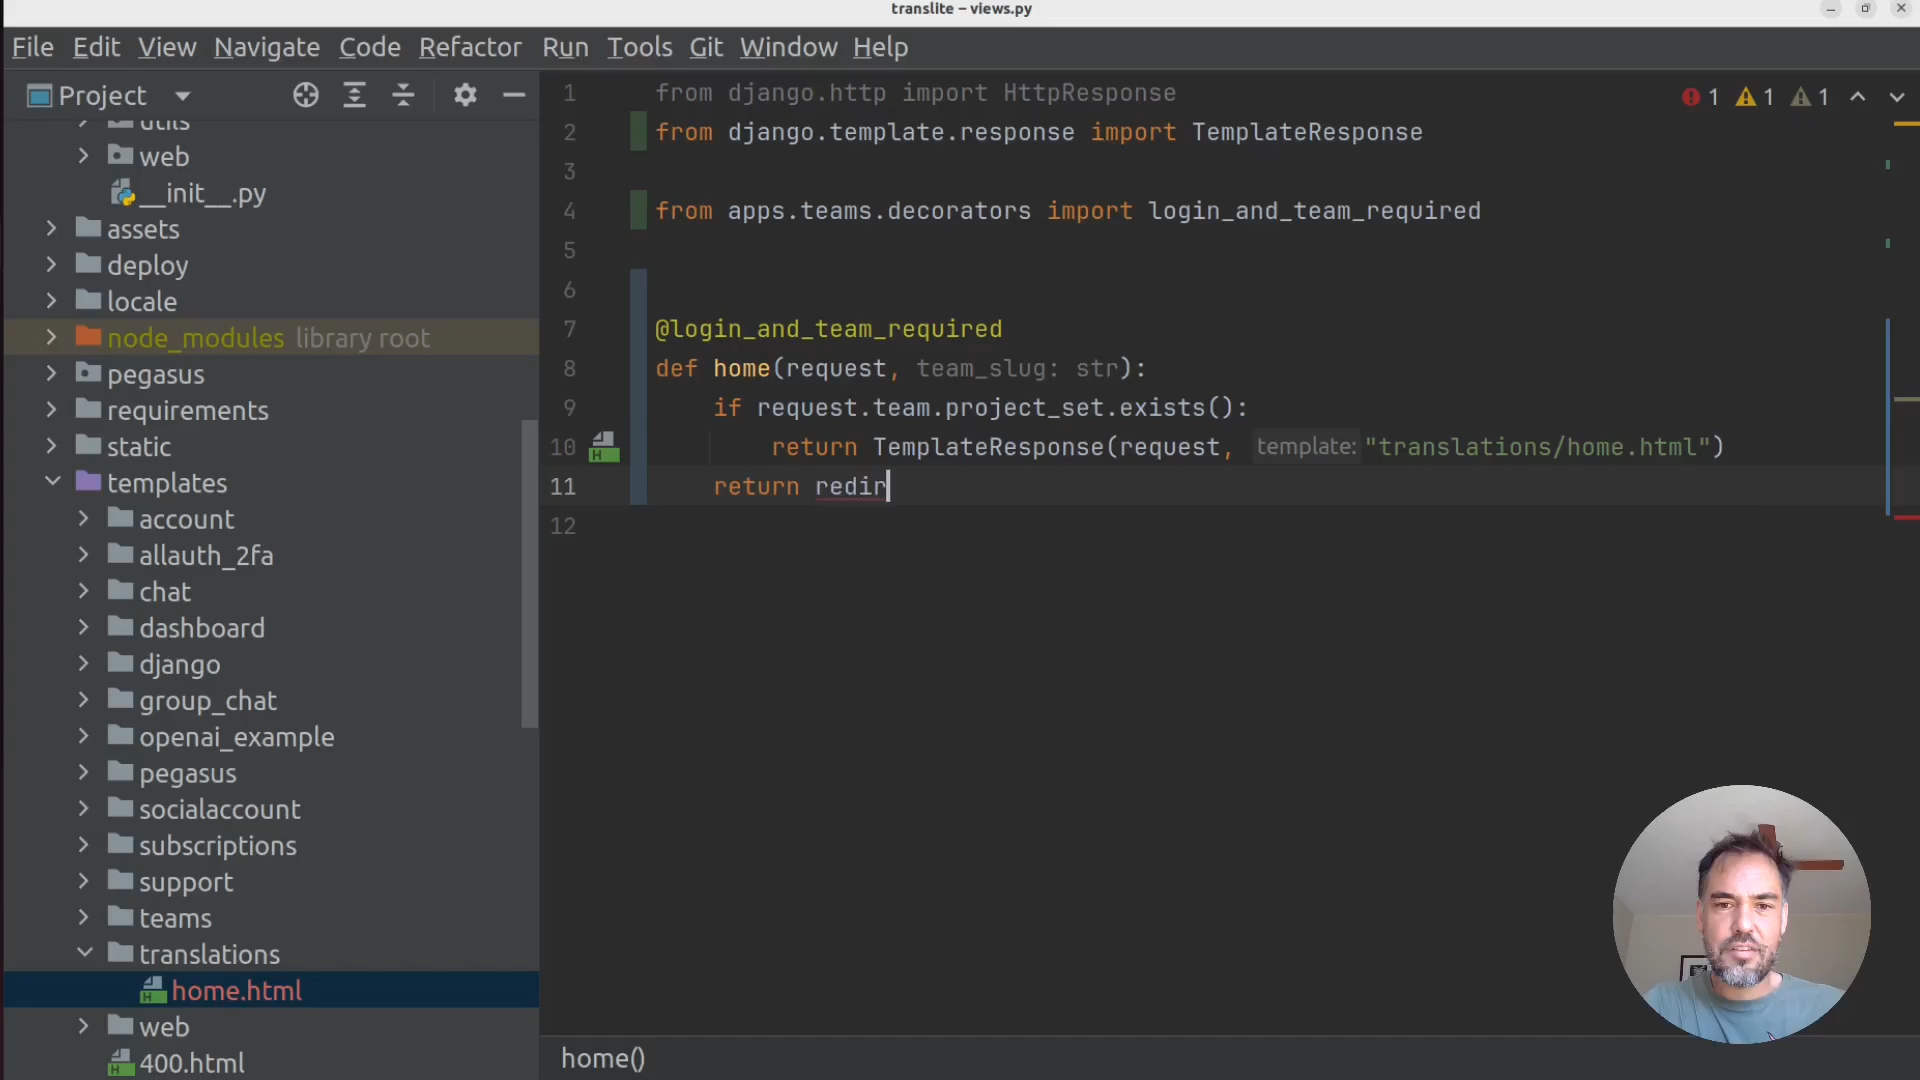 translite – views.py
File Edit View Navigate Code Refactor Run Tools Git Window Help
Project
utils
web
__init__.py
assets
deploy
locale
node_modules library root
pegasus
requirements
static
templates
account
allauth_2fa
chat
dashboard
django
group_chat
openai_example
pegasus
socialaccount
subscriptions
support
teams
translations
home.html
web
400.html
1 from django.http import HttpResponse
2 from django.template.response import TemplateResponse
3
4 from apps.teams.decorators import login_and_team_required
5
6
7 @login_and_team_required
8 def home(request, team_slug: str):
9 if request.team.project_set.exists():
10 return TemplateResponse(request, template: "translations/home.html")
11 return redir
12
1 1 1
home()